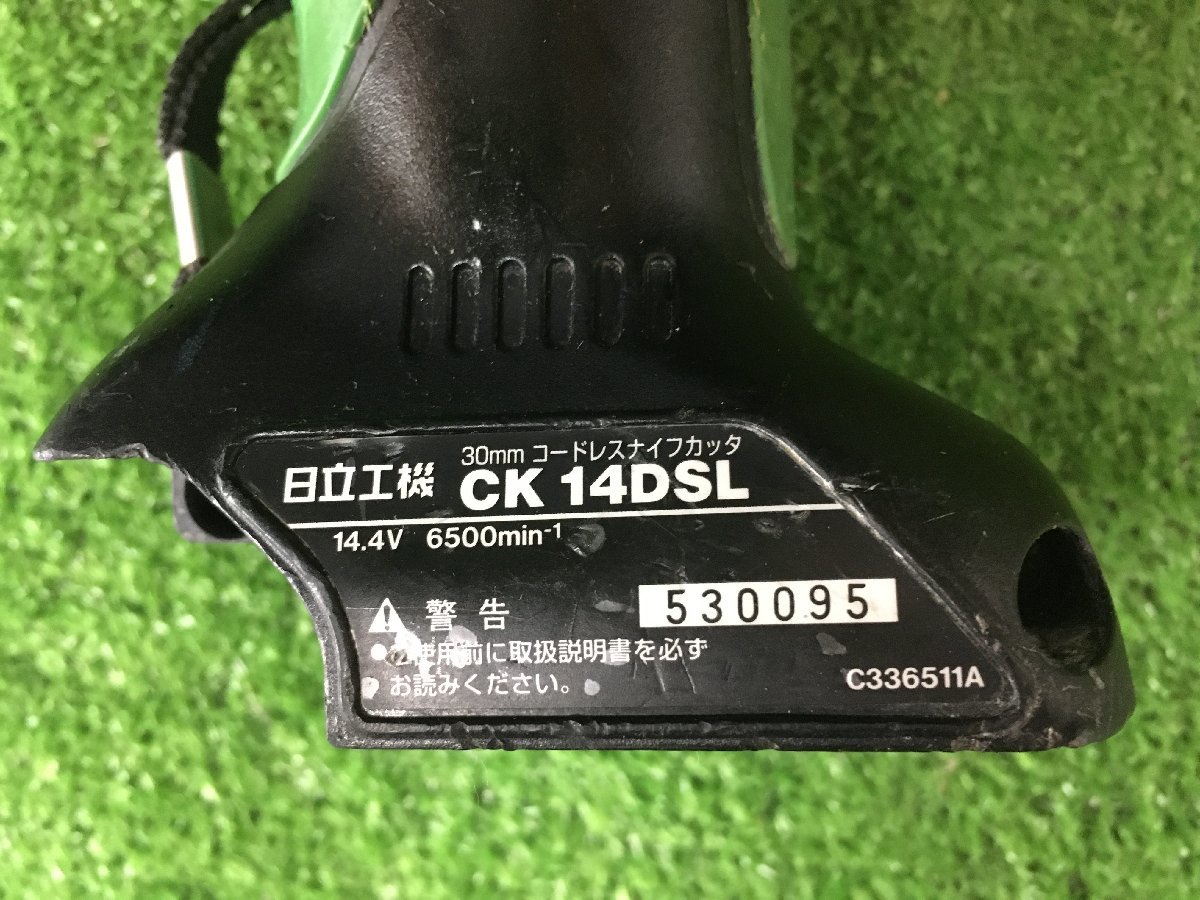 30mm コードレスナイフカッタ
日立工機 CK 14DSL
14.4V 6500min⁻¹
警告
530095
使用前に取扱説明書を必ず
お読みください。
C336511A